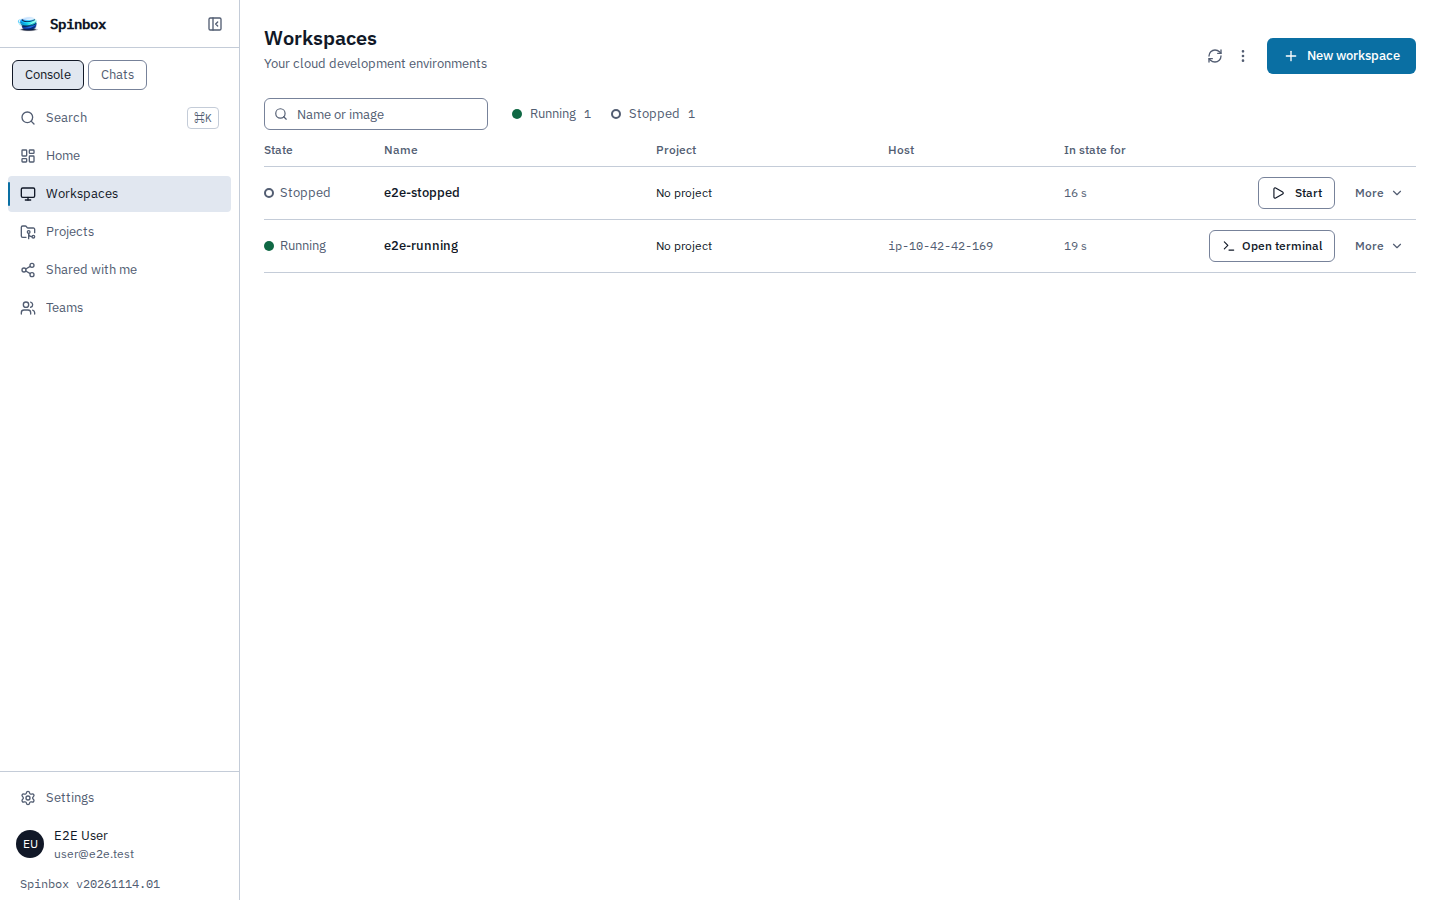 Spinbox
Console Chats
Search ⌘K
Home
Workspaces
Projects
Shared with me
Teams
Settings
EU
E2E User
user@e2e.test
Spinbox v20261114.01
Workspaces
Your cloud development environments
New workspace
Name or image
Running 1
Stopped 1
State Name Project Host In state for
Stopped e2e-stopped No project 16 s Start More
Running e2e-running No project ip-10-42-42-169 19 s Open terminal More